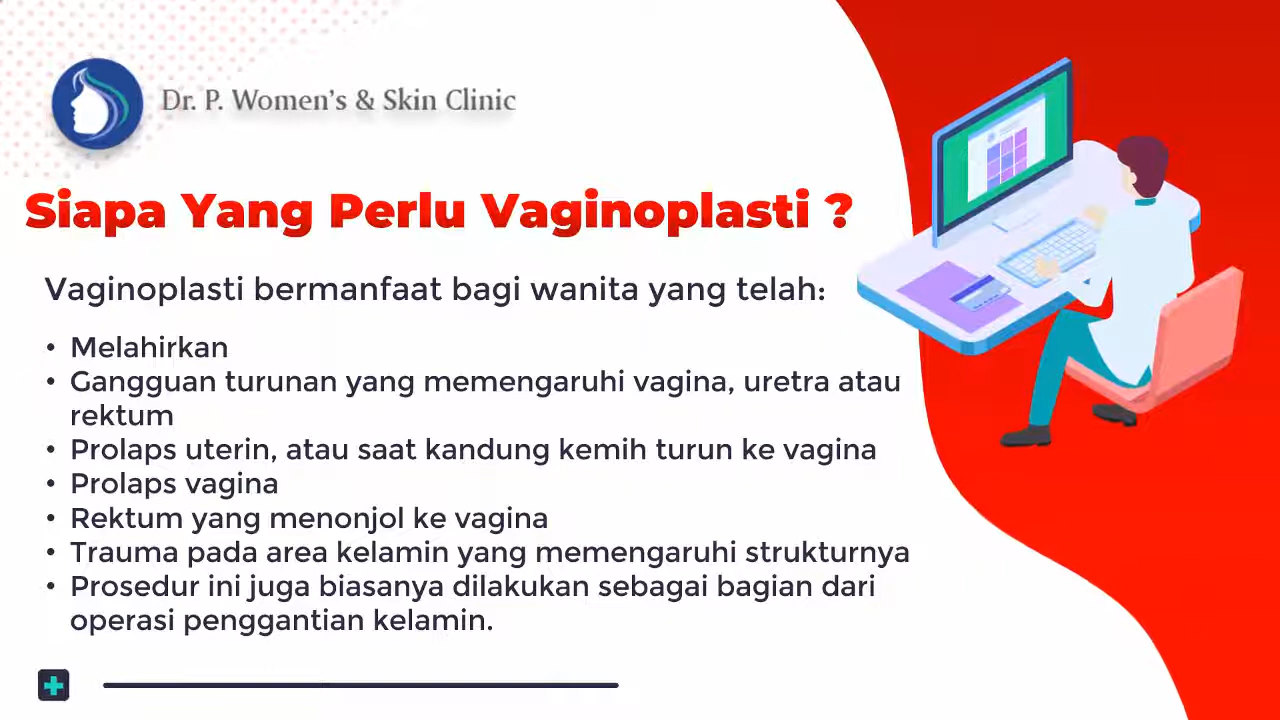 Dr. P. Women's & Skin Clinic
Siapa Yang Perlu Vaginoplasti ?
Vaginoplasti bermanfaat bagi wanita yang telah:
• Melahirkan
• Gangguan turunan yang memengaruhi vagina, uretra atau
rektum
• Prolaps uterin, atau saat kandung kemih turun ke vagina
• Prolaps vagina
• Rektum yang menonjol ke vagina
• Trauma pada area kelamin yang memengaruhi strukturnya
• Prosedur ini juga biasanya dilakukan sebagai bagian dari
operasi penggantian kelamin.